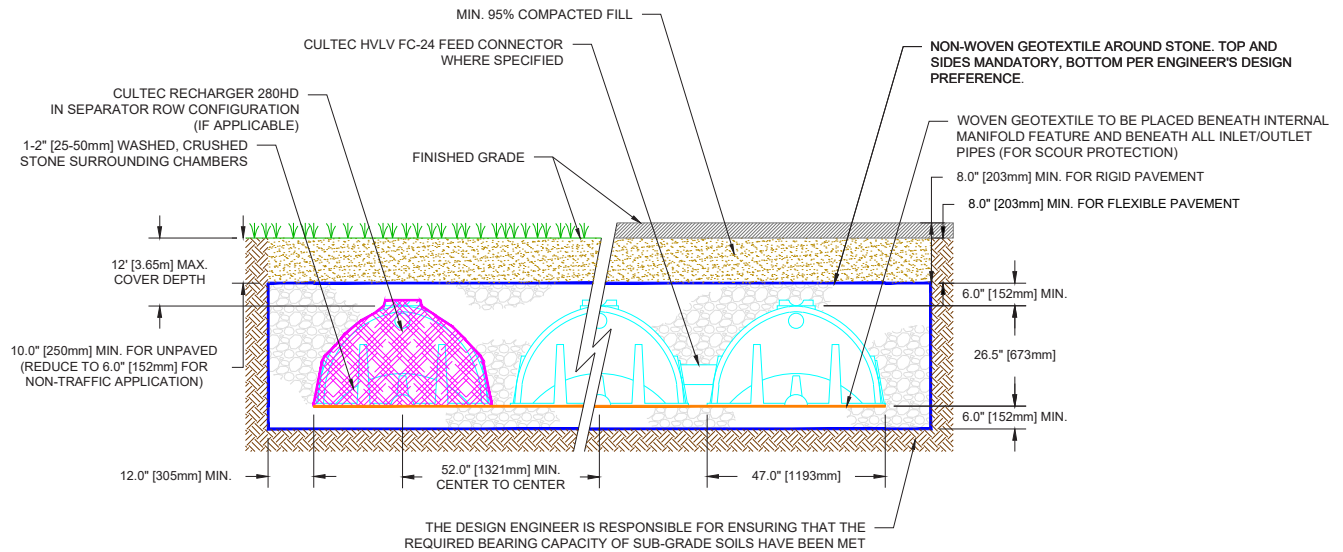 MIN. 95% COMPACTED FILL
CULTEC HVLV FC-24 FEED CONNECTOR
WHERE SPECIFIED
NON-WOVEN GEOTEXTILE AROUND STONE. TOP AND
SIDES MANDATORY, BOTTOM PER ENGINEER'S DESIGN
PREFERENCE.
CULTEC RECHARGER 280HD
IN SEPARATOR ROW CONFIGURATION
(IF APPLICABLE)
WOVEN GEOTEXTILE TO BE PLACED BENEATH INTERNAL
MANIFOLD FEATURE AND BENEATH ALL INLET/OUTLET
PIPES (FOR SCOUR PROTECTION)
1-2" [25-50mm] WASHED, CRUSHED
STONE SURROUNDING CHAMBERS
FINISHED GRADE
8.0" [203mm] MIN. FOR RIGID PAVEMENT
8.0" [203mm] MIN. FOR FLEXIBLE PAVEMENT
12' [3.65m] MAX.
COVER DEPTH
6.0" [152mm] MIN.
10.0" [250mm] MIN. FOR UNPAVED
(REDUCE TO 6.0" [152mm] FOR
NON-TRAFFIC APPLICATION)
26.5" [673mm]
6.0" [152mm] MIN.
12.0" [305mm] MIN.
52.0" [1321mm] MIN.
CENTER TO CENTER
47.0" [1193mm]
THE DESIGN ENGINEER IS RESPONSIBLE FOR ENSURING THAT THE
REQUIRED BEARING CAPACITY OF SUB-GRADE SOILS HAVE BEEN MET